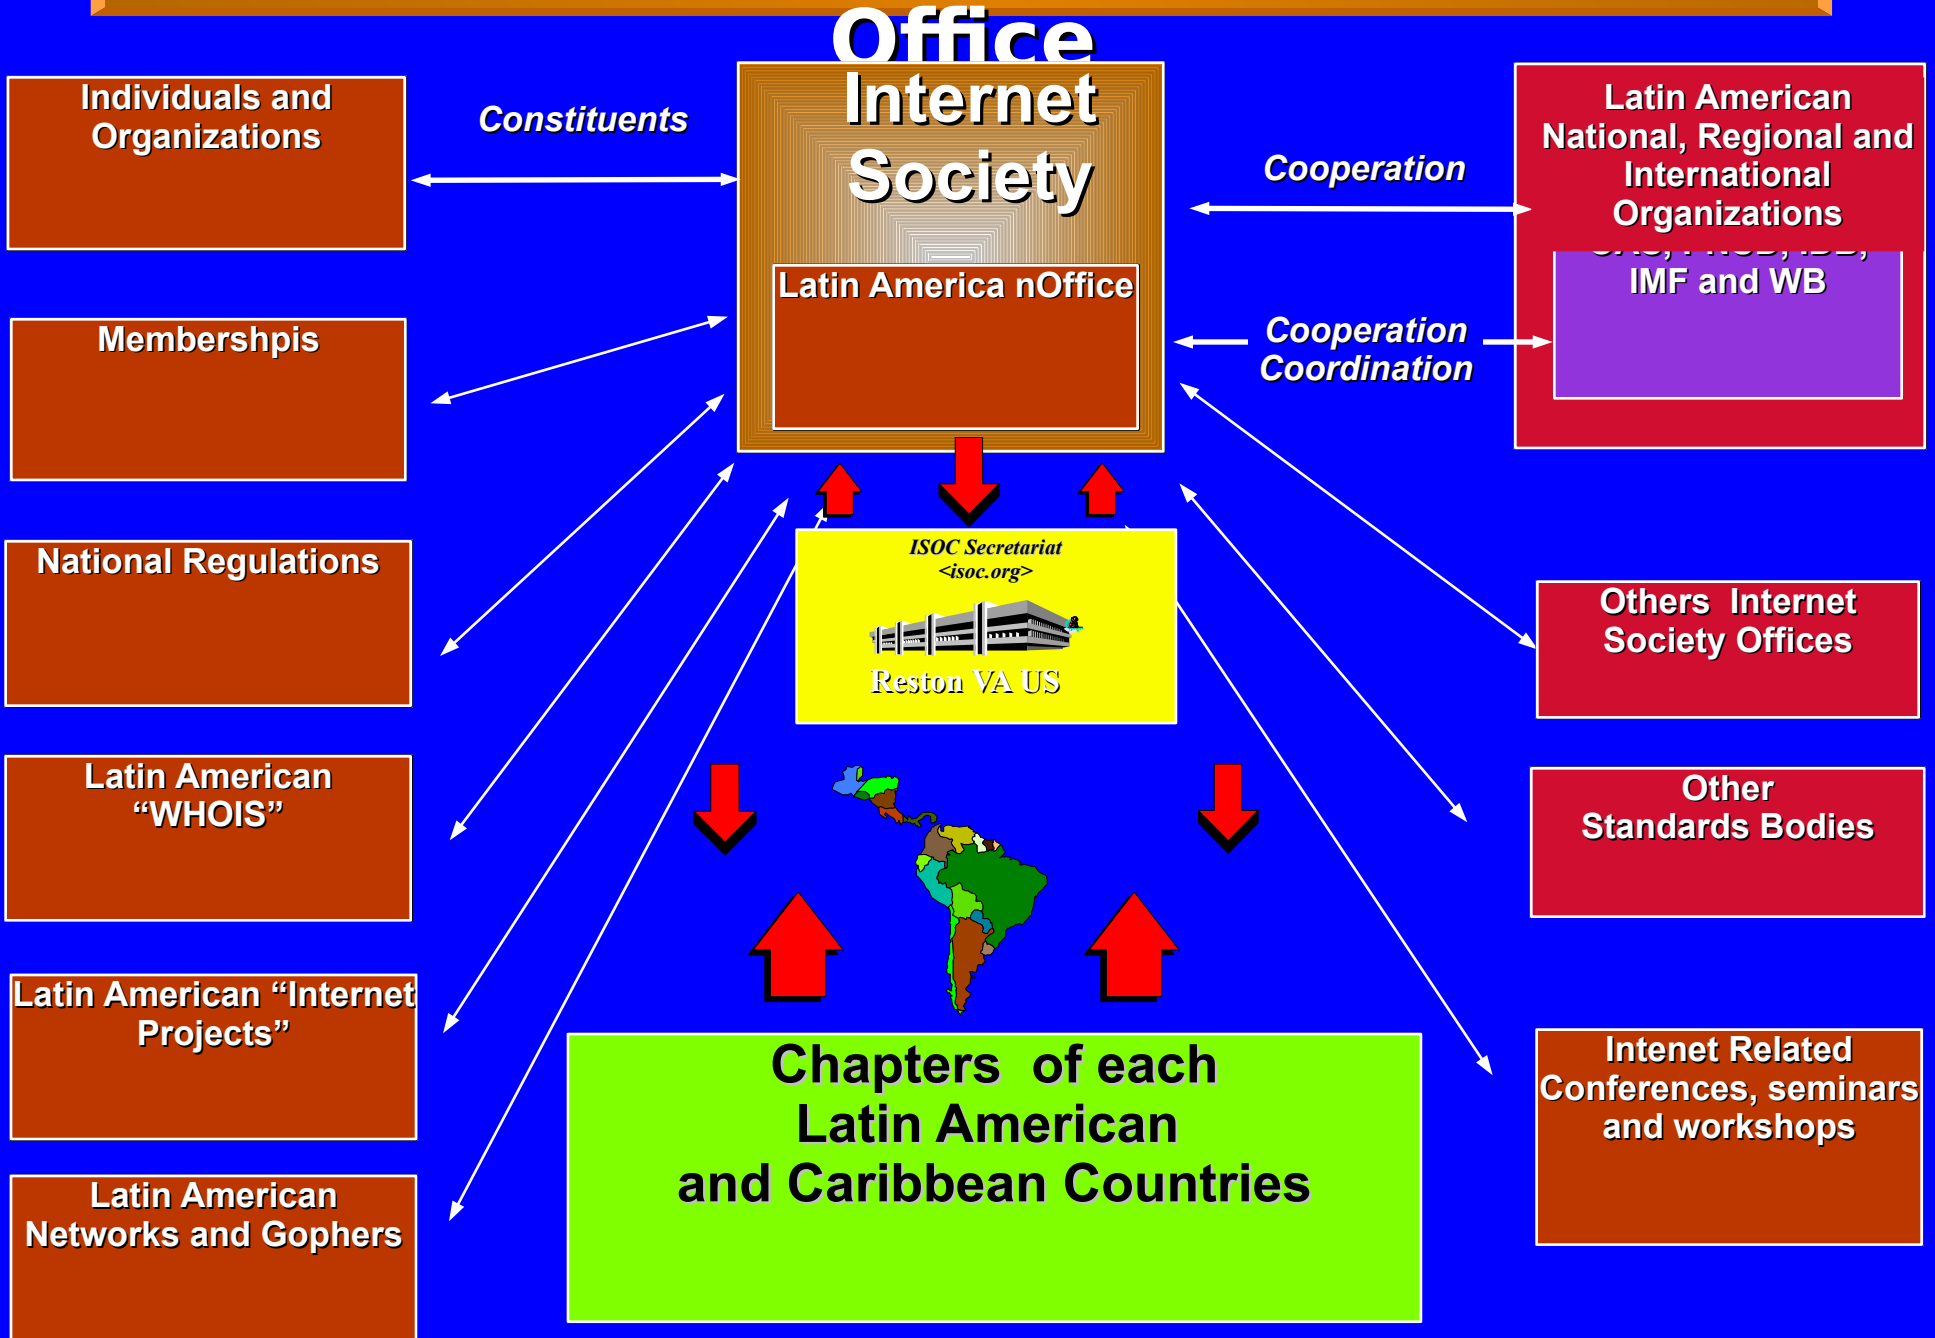 Office
Individuals and
Organizations
Constituents
Internet
Society
Latin America nOffice
Cooperation
Latin American
National, Regional and
International
Organizations
IMF and WB
Cooperation
Coordination
Membershpis
National Regulations
ISOC Secretariat
<isoc.org>
Reston VA US
Others Internet
Society Offices
Latin American
“WHOIS”
Other
Standards Bodies
Latin American “Internet
Projects”
Chapters of each
Latin American
and Caribbean Countries
Intenet Related
Conferences, seminars
and workshops
Latin American
Networks and Gophers